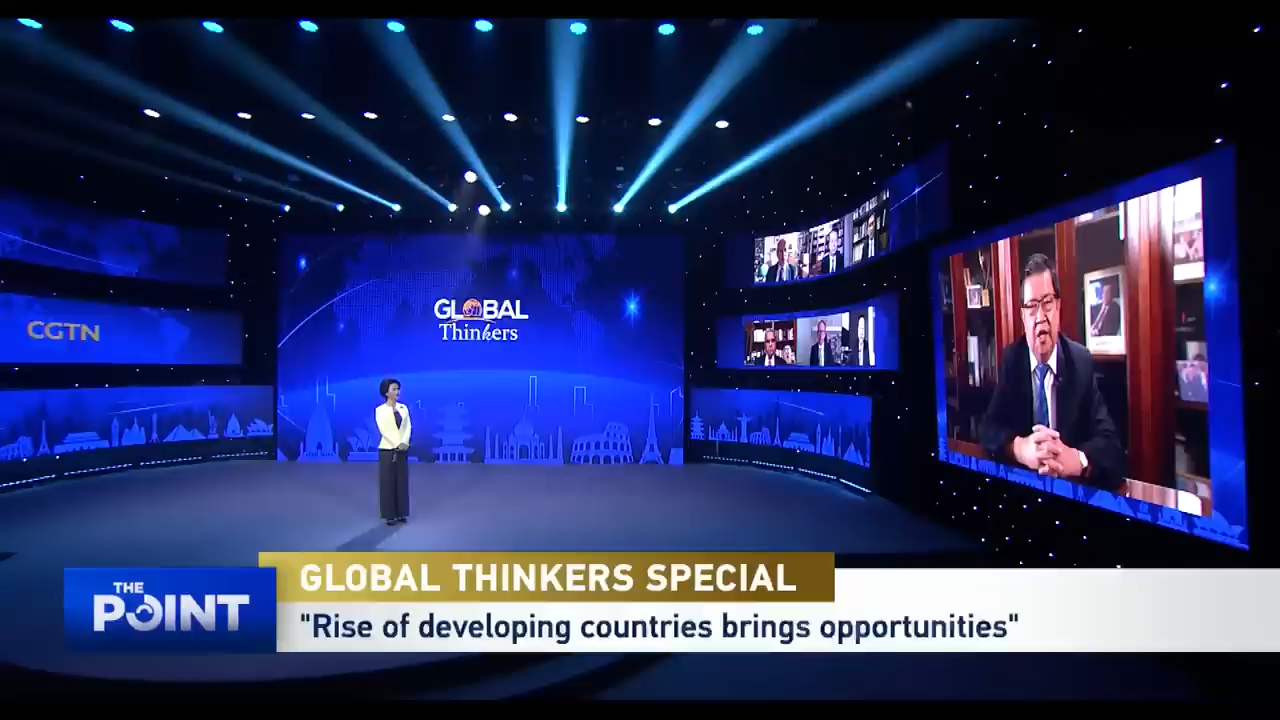 GLOBAL
Thinkers
CGTN
THE
POINT
GLOBAL THINKERS SPECIAL
"Rise of developing countries brings opportunities"